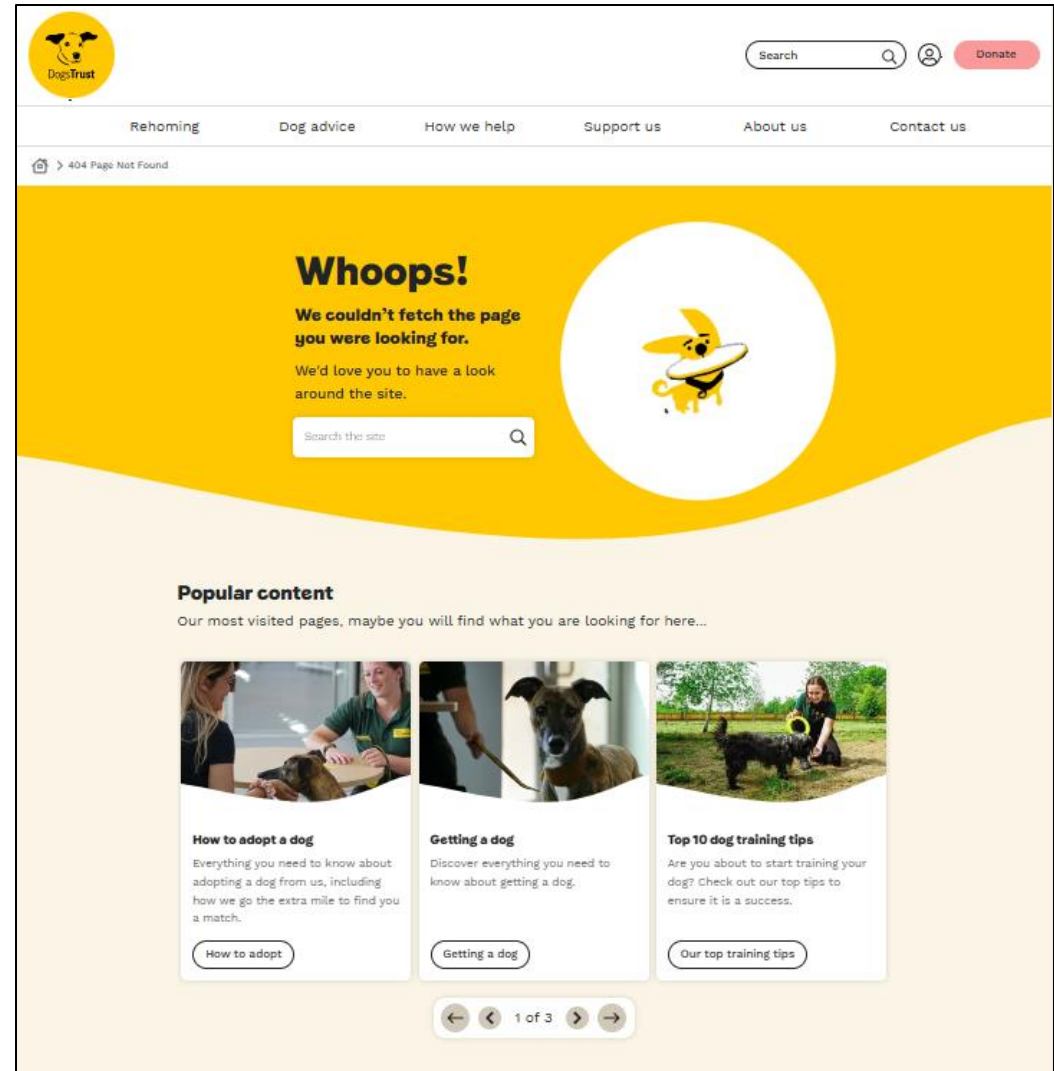 DogsTrust
Search
Donate
Rehoming
Dog advice
How we help
Support us
About us
Contact us
404 Page Not Found
Whoops!
We couldn't fetch the page
you were looking for.
We'd love you to have a look
around the site.
Search the site
Popular content
Our most visited pages, maybe you will find what you are looking for here...
How to adopt a dog
Everything you need to know about
adopting a dog from us, including
how we go the extra mile to find you
a match.
How to adopt
Getting a dog
Discover everything you need to
know about getting a dog.
Getting a dog
Top 10 dog training tips
Are you about to start training your
dog? Check out our top tips to
ensure it is a success.
Our top training tips
1 of 3